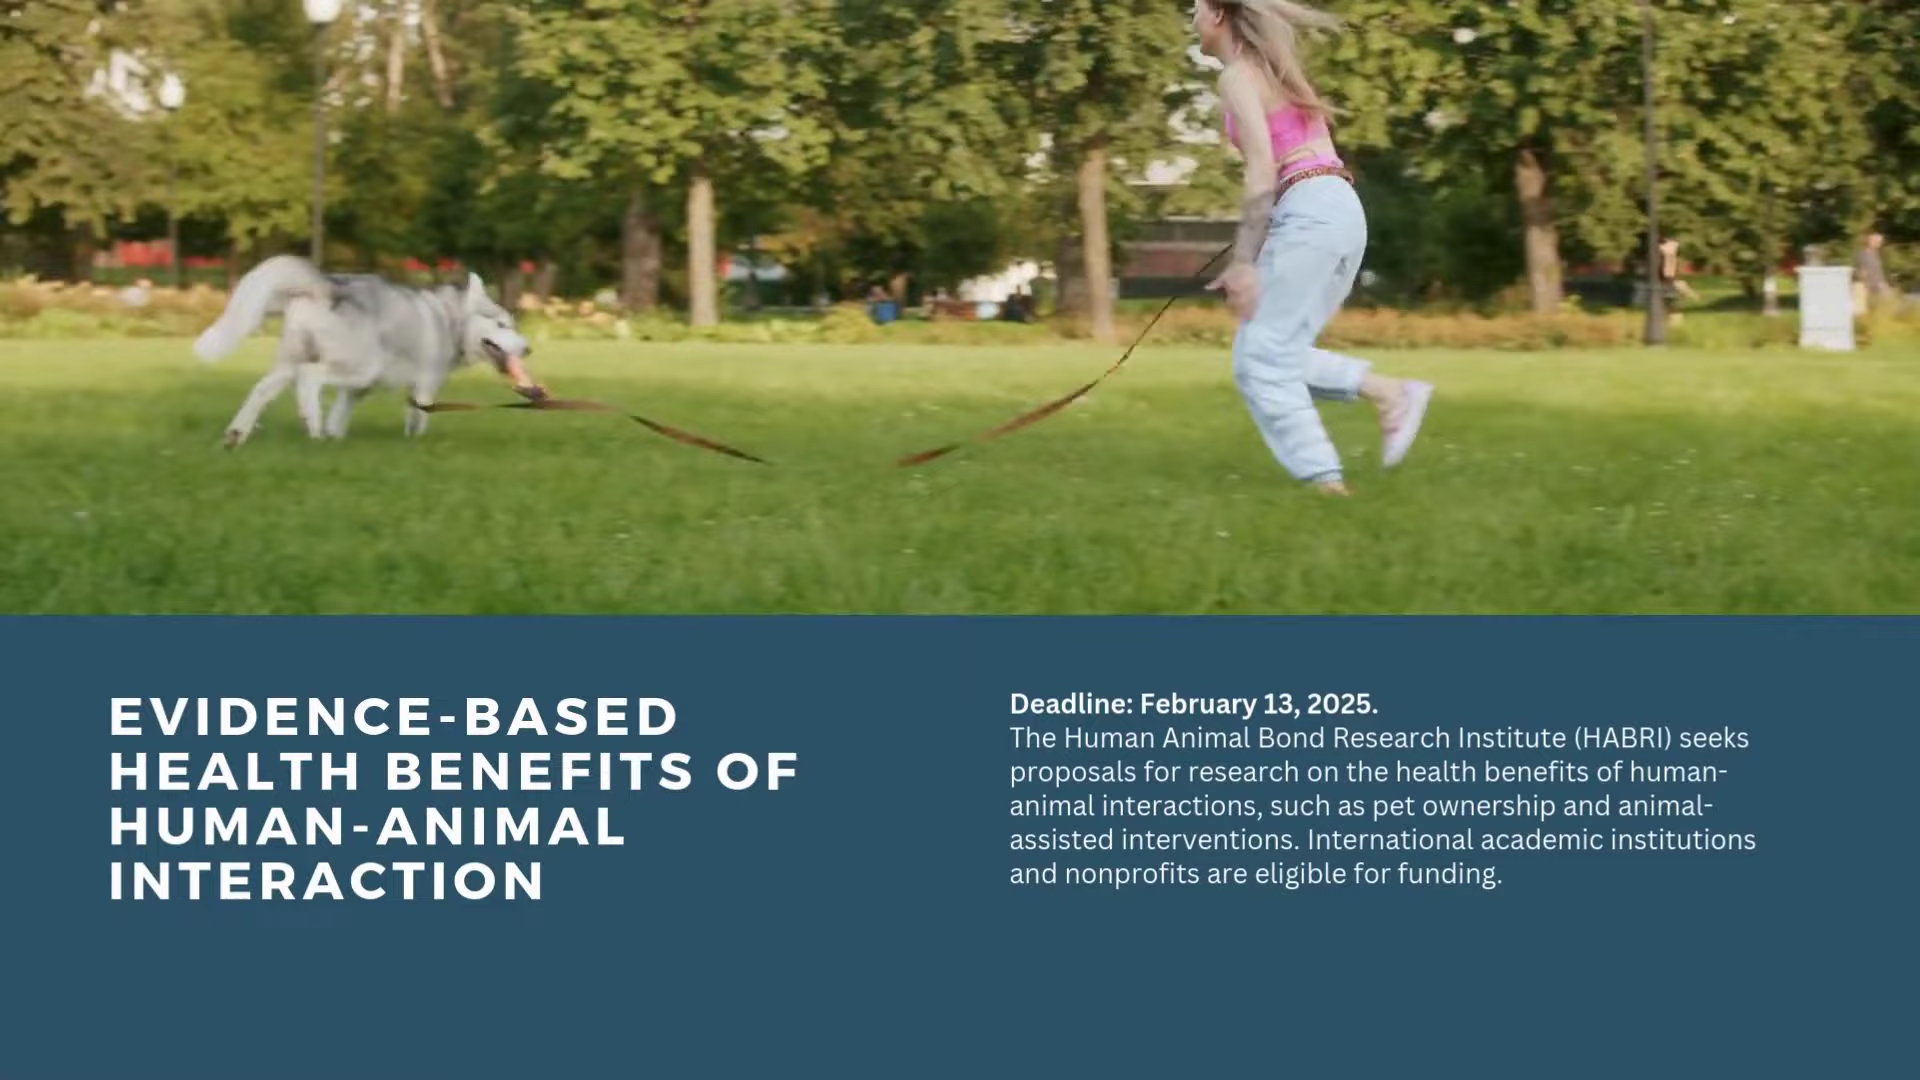 EVIDENCE-BASED
HEALTH BENEFITS OF
HUMAN-ANIMAL
INTERACTION
Deadline: February 13, 2025.
The Human Animal Bond Research Institute (HABRI) seeks
proposals for research on the health benefits of human-
animal interactions, such as pet ownership and animal-
assisted interventions. International academic institutions
and nonprofits are eligible for funding.